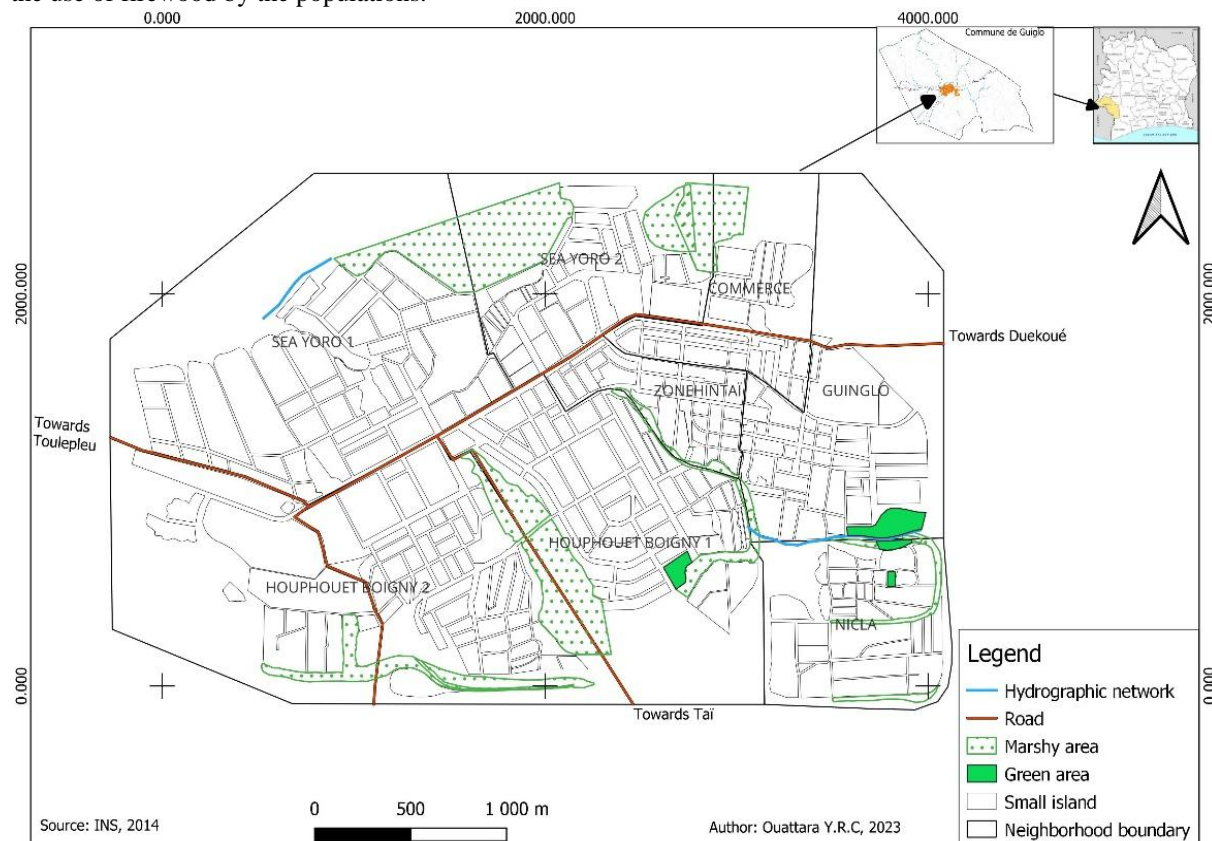 the use of firewood by the populations.
0.000 2000.000 4000.000
Commune de Guiglo
2000.000
2000.000
SEA YORO 2
COMMERCE
SEA YORO 1
Towards Duekoué
ZONEHINTAÏ
GUINGLÔ
Towards
Toulepleu
HOUPHOUET BOIGNY 1
HOUPHOUET BOIGNY 2
NICLA
0.000
0.000
Towards Taï
Legend
Hydrographic network
Road
Marshy area
Green area
Small island
Neighborhood boundary
0 500 1 000 m
Source: INS, 2014
Author: Ouattara Y.R.C, 2023